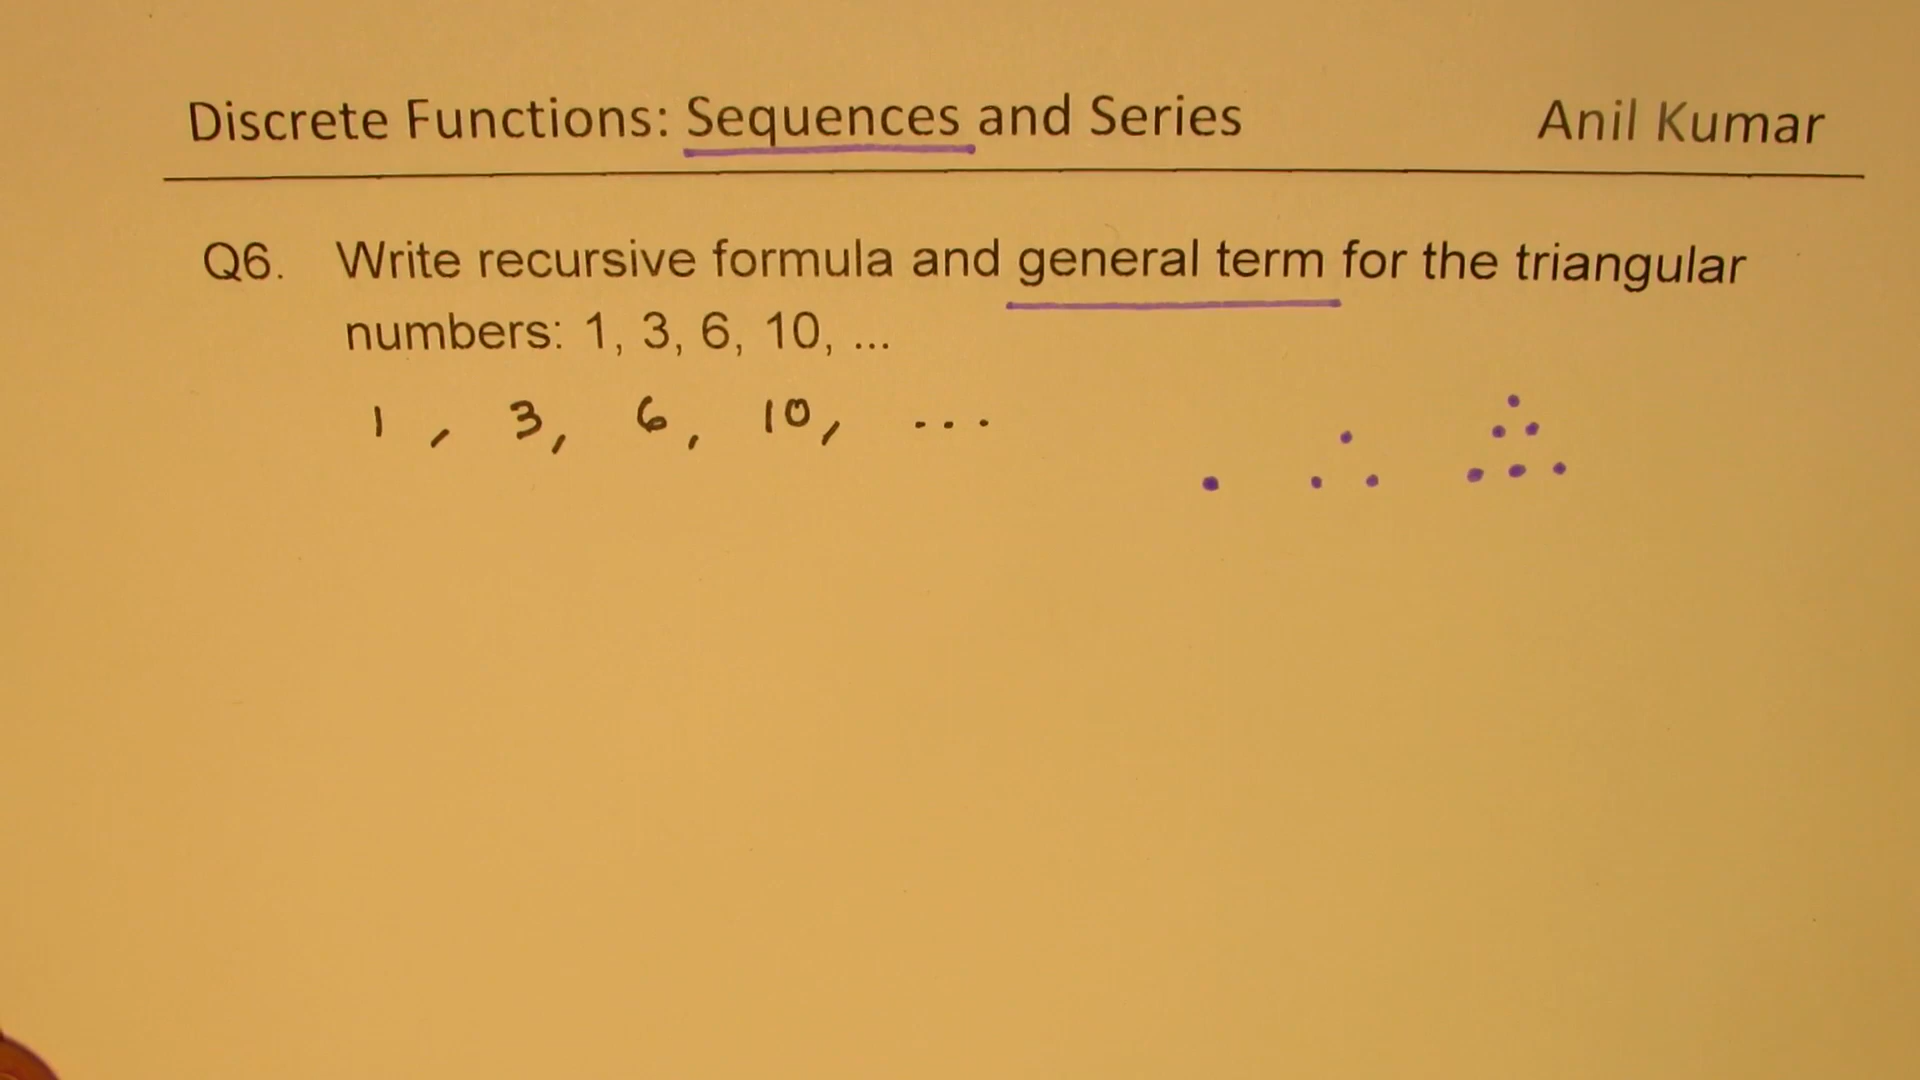 Discrete Functions: Sequences and Series Anil Kumar
Q6. Write recursive formula and general term for the triangular
numbers: 1, 3, 6, 10, ...
1, 3, 6, 10, ...